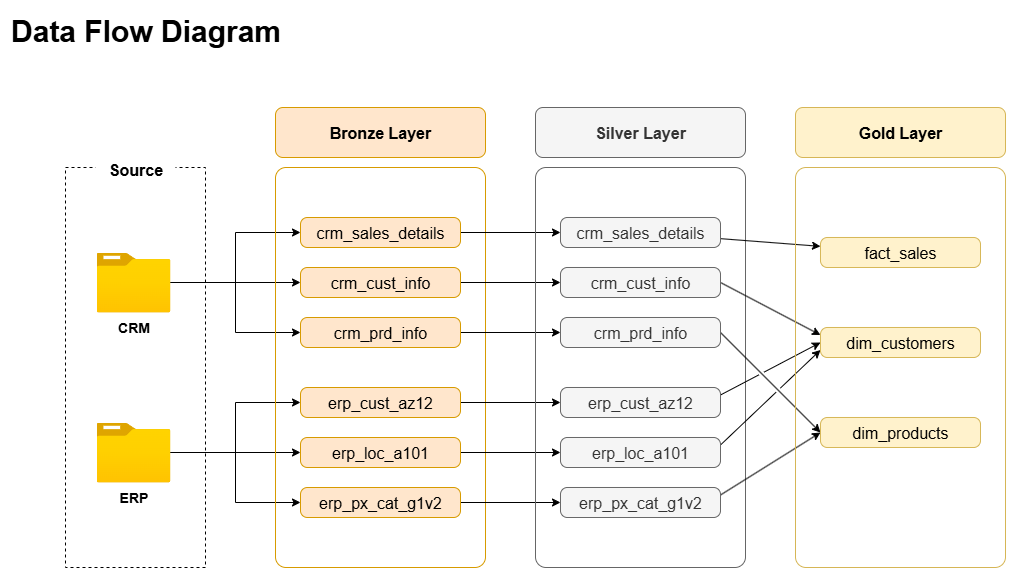 Data Flow Diagram
Bronze Layer
Silver Layer
Gold Layer
Source
CRM
ERP
crm_sales_details
crm_cust_info
crm_prd_info
erp_cust_az12
erp_loc_a101
erp_px_cat_g1v2
crm_sales_details
crm_cust_info
crm_prd_info
erp_cust_az12
erp_loc_a101
erp_px_cat_g1v2
fact_sales
dim_customers
dim_products